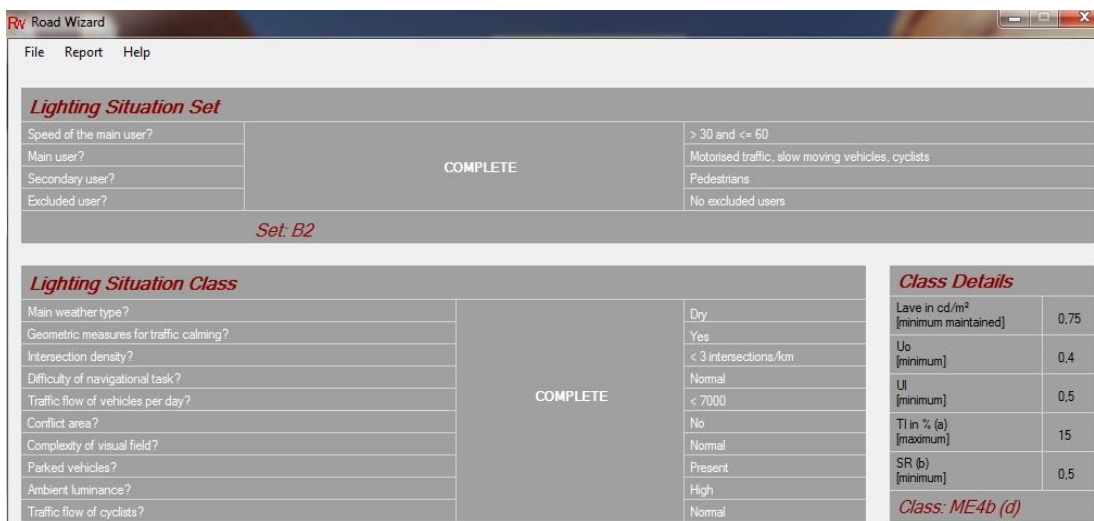 RW Road Wizard
File Report Help
Lighting Situation Set
Speed of the main user? > 30 and <= 60
Main user? Motorised traffic, slow moving vehicles, cyclists
COMPLETE
Secondary user? Pedestrians
Excluded user? No excluded users
Set: B2
Lighting Situation Class
Main weather type? Dry
Geometric measures for traffic calming? Yes
Intersection density? < 3 intersections/km
Difficulty of navigational task? Normal
Traffic flow of vehicles per day? < 7000
COMPLETE
Conflict area? No
Complexity of visual field? Normal
Parked vehicles? Present
Ambient luminance? High
Traffic flow of cyclists? Normal
Class Details
Lave in cd/m²
[minimum maintained] 0,75
Uo
[minimum] 0,4
Ul
[minimum] 0,5
TI in % (a)
[maximum] 15
SR (b)
[minimum] 0,5
Class: ME4b (d)